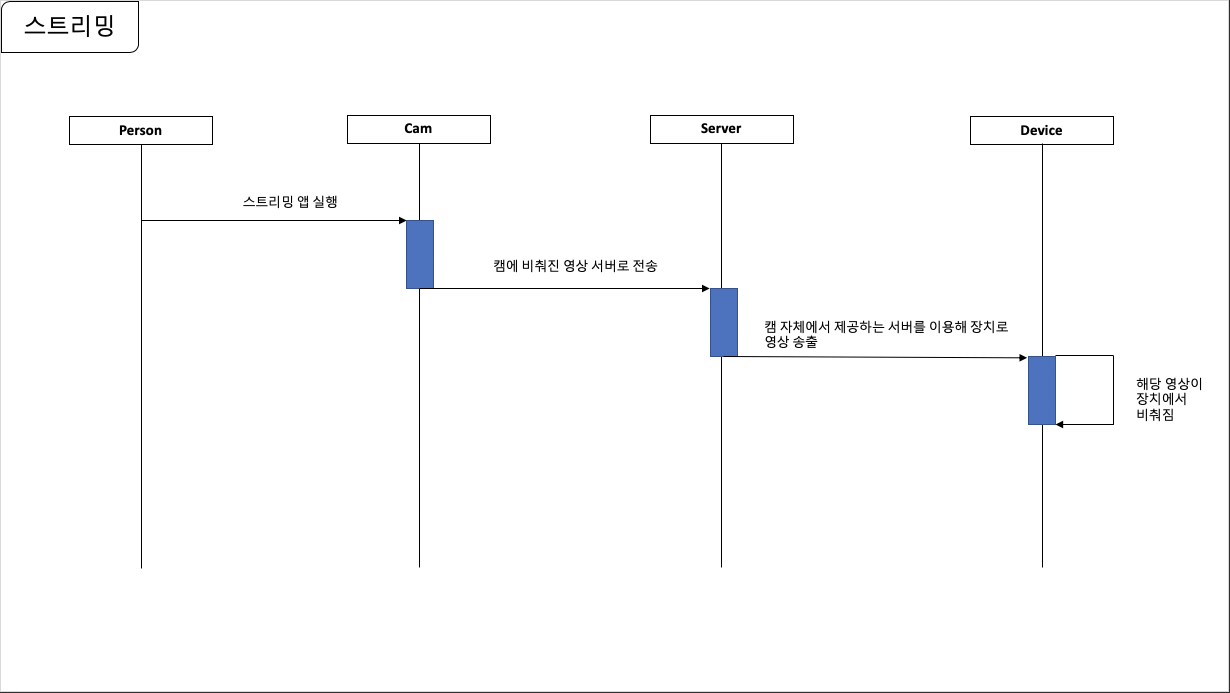 스트리밍
Person
Cam
Server
Device
스트리밍 앱 실행
캠에 비춰진 영상 서버로 전송
캠 자체에서 제공하는 서버를 이용해 장치로
영상 송출
해당 영상이
장치에서
비춰짐